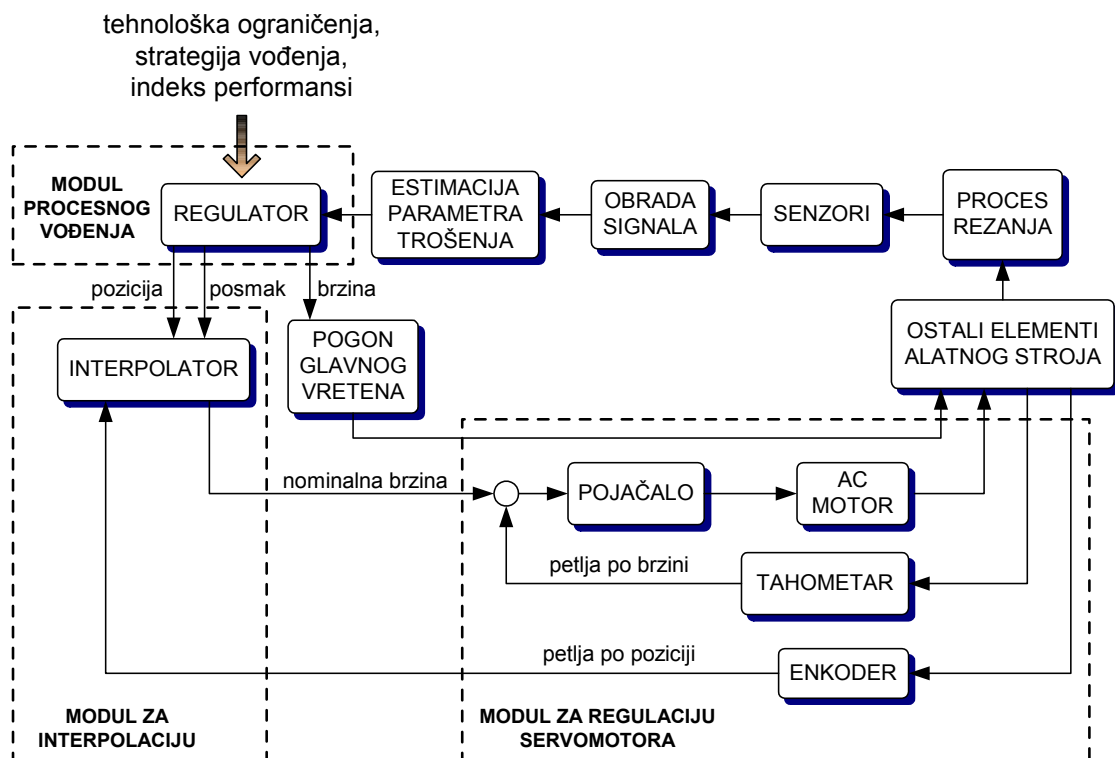 tehnološka ograničenja,
strategija vođenja,
indeks performansi
MODUL
PROCESNOG
VOĐENJA
REGULATOR
ESTIMACIJA
PARAMETRA
TROŠENJA
OBRADA
SIGNALA
SENZORI
PROCES
REZANJA
pozicija
posmak
brzina
INTERPOLATOR
POGON
GLAVNOG
VRETENA
OSTALI ELEMENTI
ALATNOG STROJA
nominalna brzina
POJAČALO
AC
MOTOR
petlja po brzini
TAHOMETAR
petlja po poziciji
ENKODER
MODUL ZA
INTERPOLACIJU
MODUL ZA REGULACIJU
SERVOMOTORA